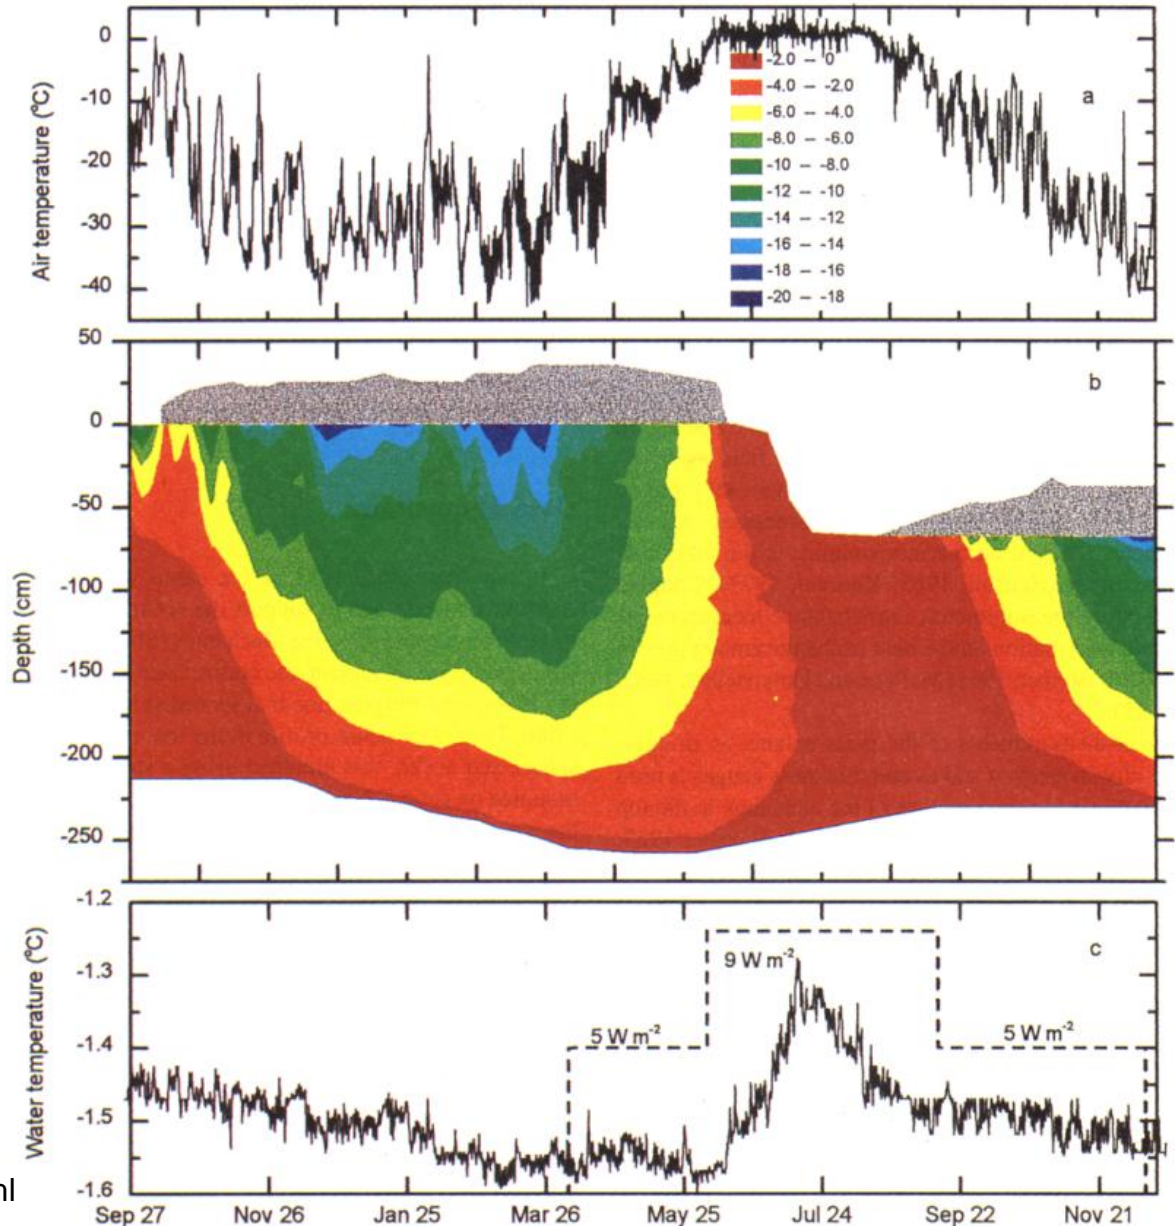 Air temperature (°C)
0
-10
-20
-30
-40
a
-2.0 – 0
-4.0 – -2.0
-6.0 – -4.0
-8.0 – -6.0
-10 – -8.0
-12 – -10
-14 – -12
-16 – -14
-18 – -16
-20 – -18
Depth (cm)
50
0
-50
-100
-150
-200
-250
b
Water temperature (°C)
-1.2
-1.3
-1.4
-1.5
-1.6
c
9 W m⁻²
5 W m⁻²
5 W m⁻²
nl
Sep 27 Nov 26 Jan 25 Mar 26 May 25 Jul 24 Sep 22 Nov 21